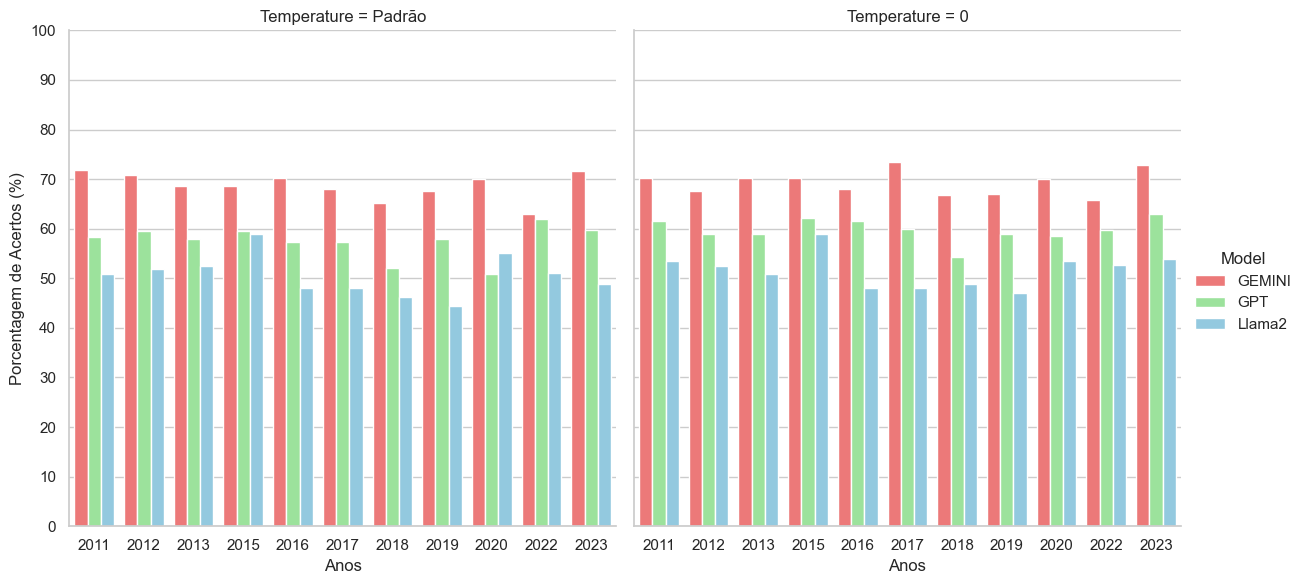 Temperature = Padrão
Temperature = 0
Porcentagem de Acertos (%)
100
90
80
70
60
50
40
30
20
10
0
2011 2012 2013 2015 2016 2017 2018 2019 2020 2022 2023
Anos
2011 2012 2013 2015 2016 2017 2018 2019 2020 2022 2023
Anos
Model
GEMINI
GPT
Llama2